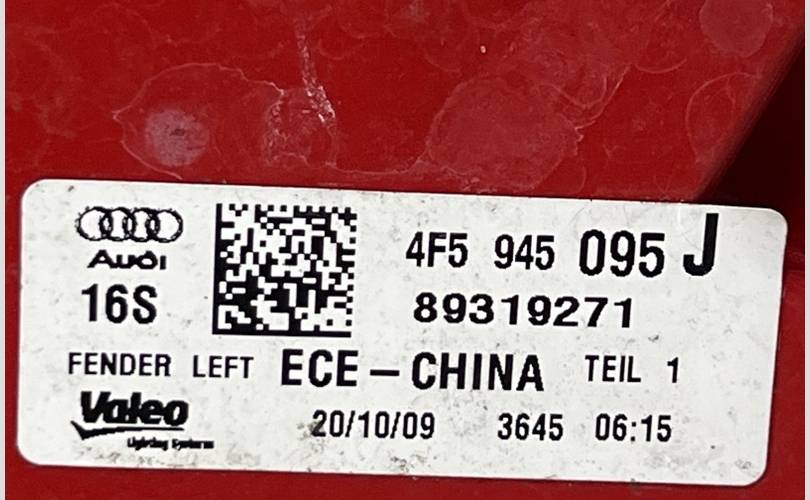 Audi
4F5 945 095 J
16S
89319271
FENDER LEFT ECE-CHINA TEIL 1
Valeo
Lighting Systems
20/10/09 3645 06:15